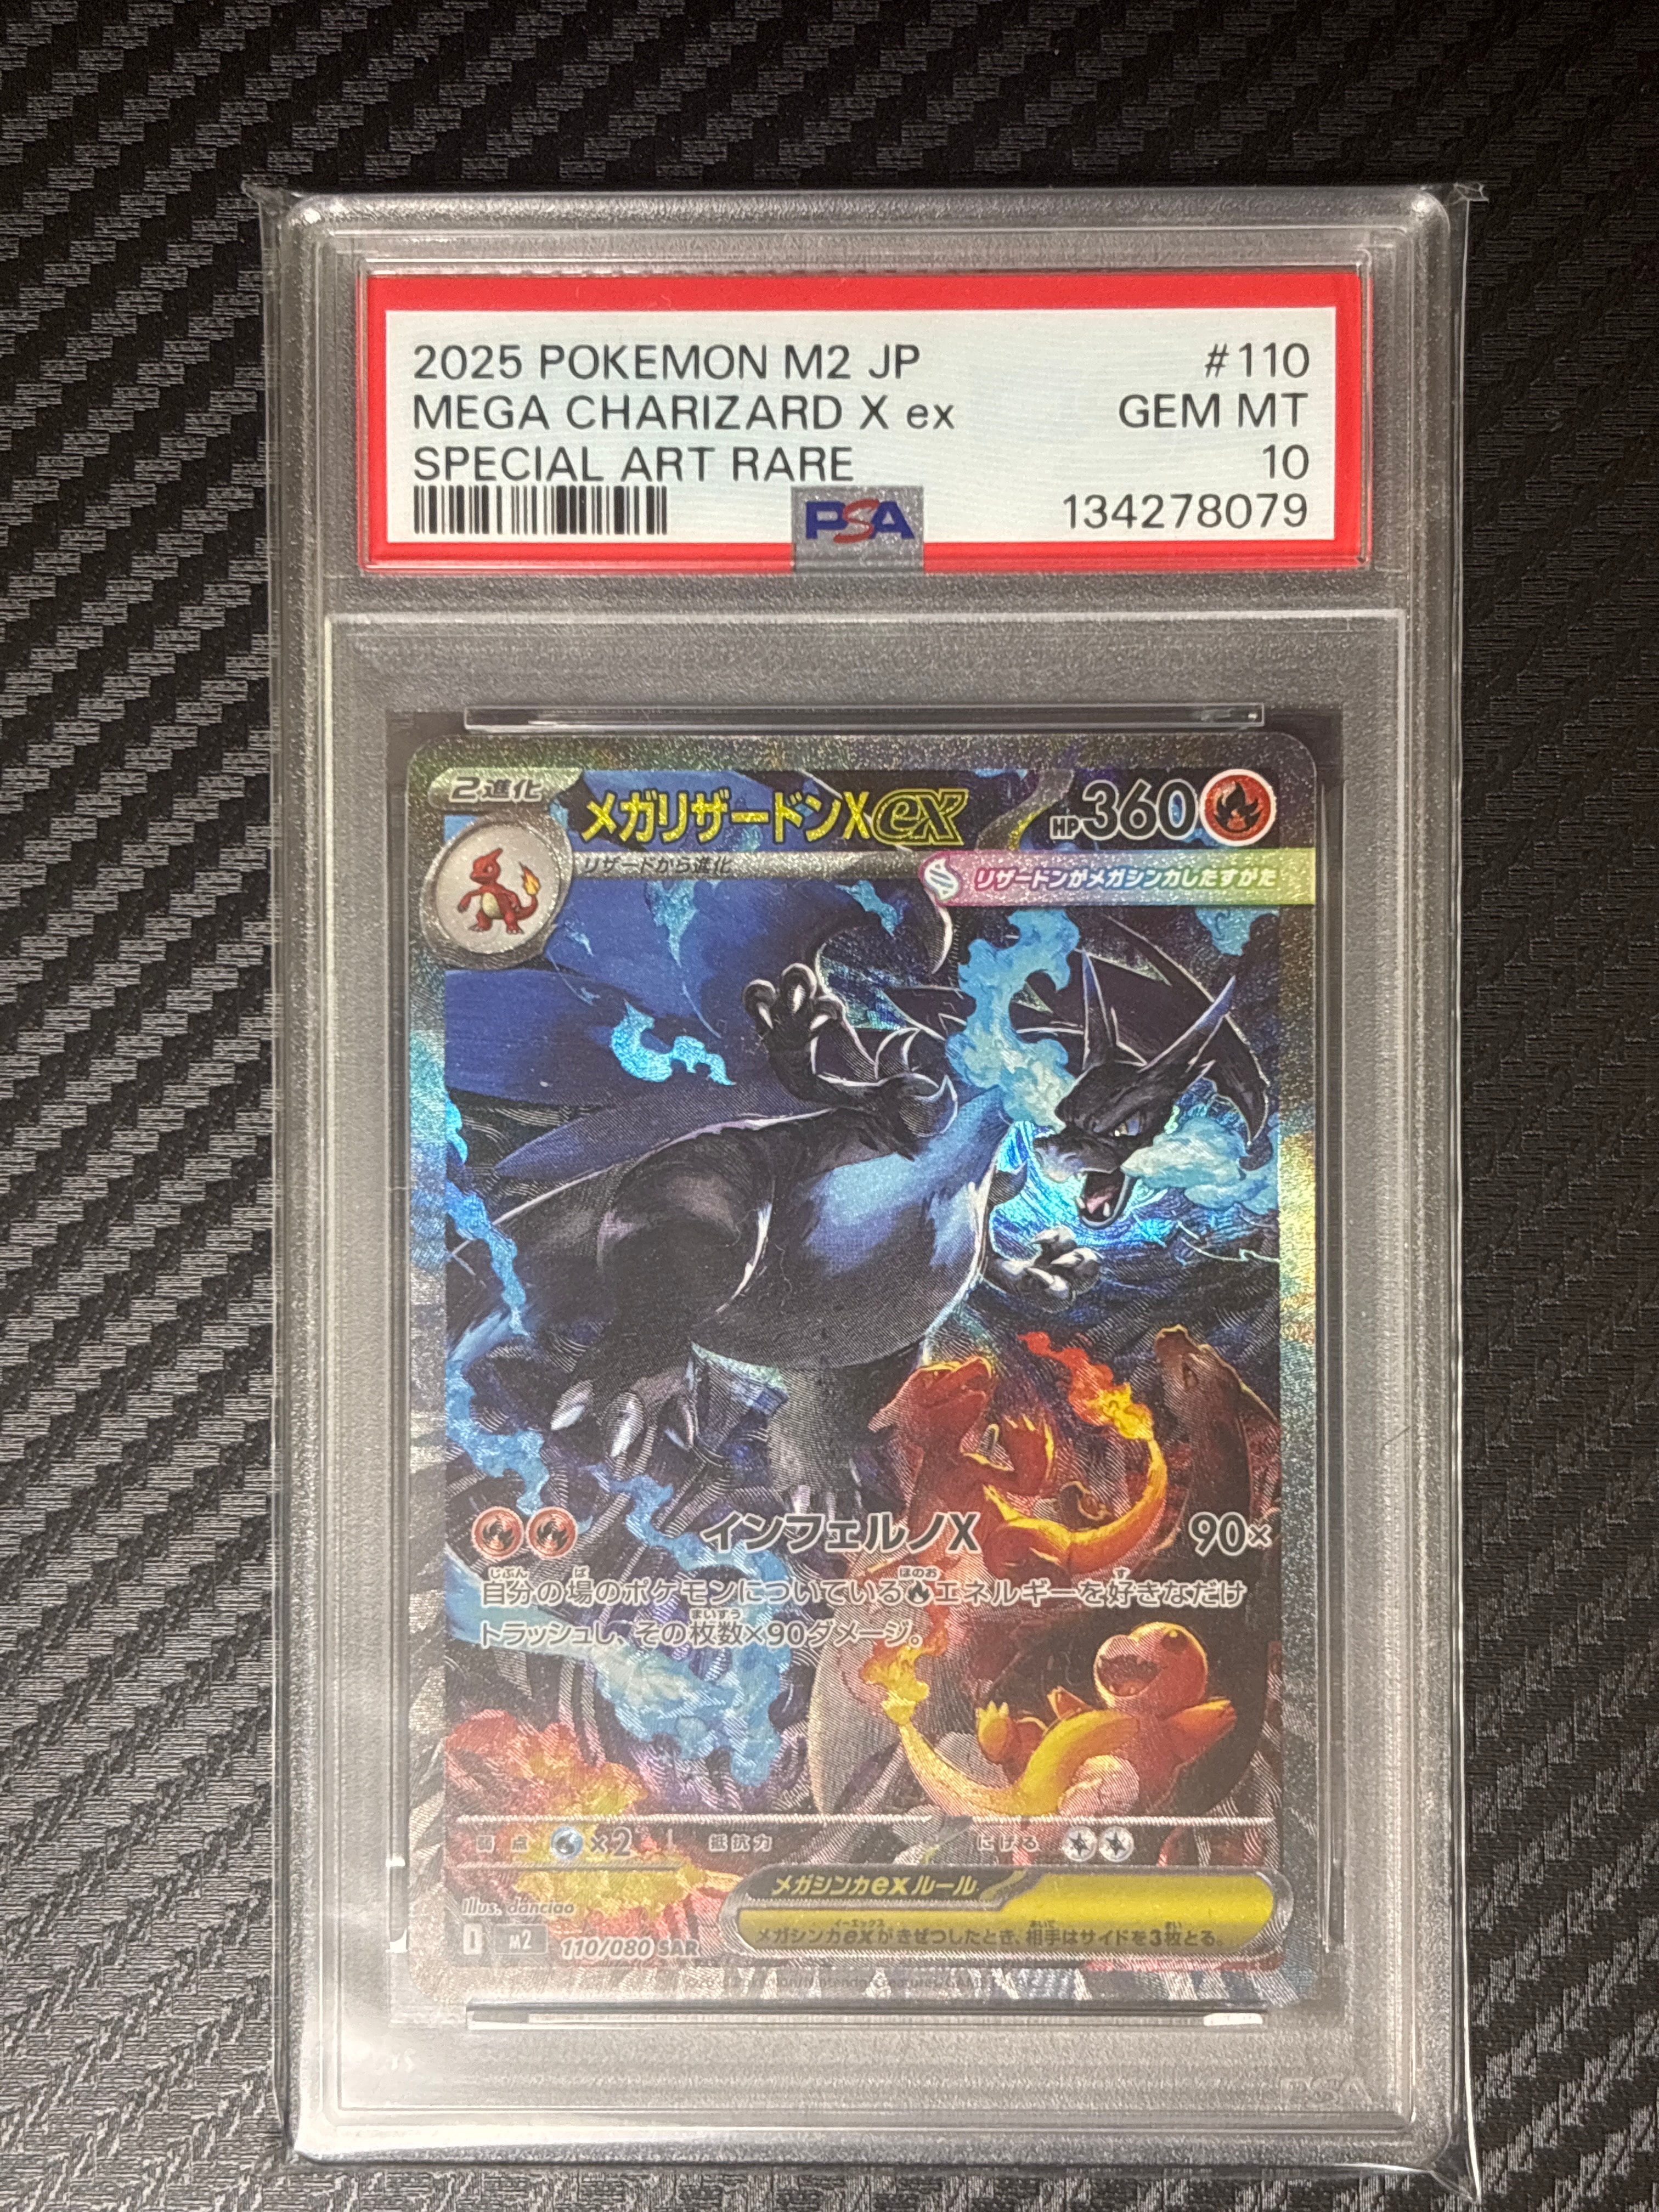 2025 POKEMON M2 JP #110
MEGA CHARIZARD X ex GEM MT
SPECIAL ART RARE 10
PSA 134278079
2進化
メガリザードンXex HP360
リザードから進化
リザードンがメガシンカしたすがた
インフェルノX 90×
自分の場のポケモンについている エネルギーを好きなだけ
トラッシュし、その枚数×90ダメージ。
弱点 ×2 抵抗力 にげる
メガシンカexルール
メガシンカexがきぜつしたとき、相手はサイドを3枚とる。
Illus. danciao
I M2 110/080 SAR